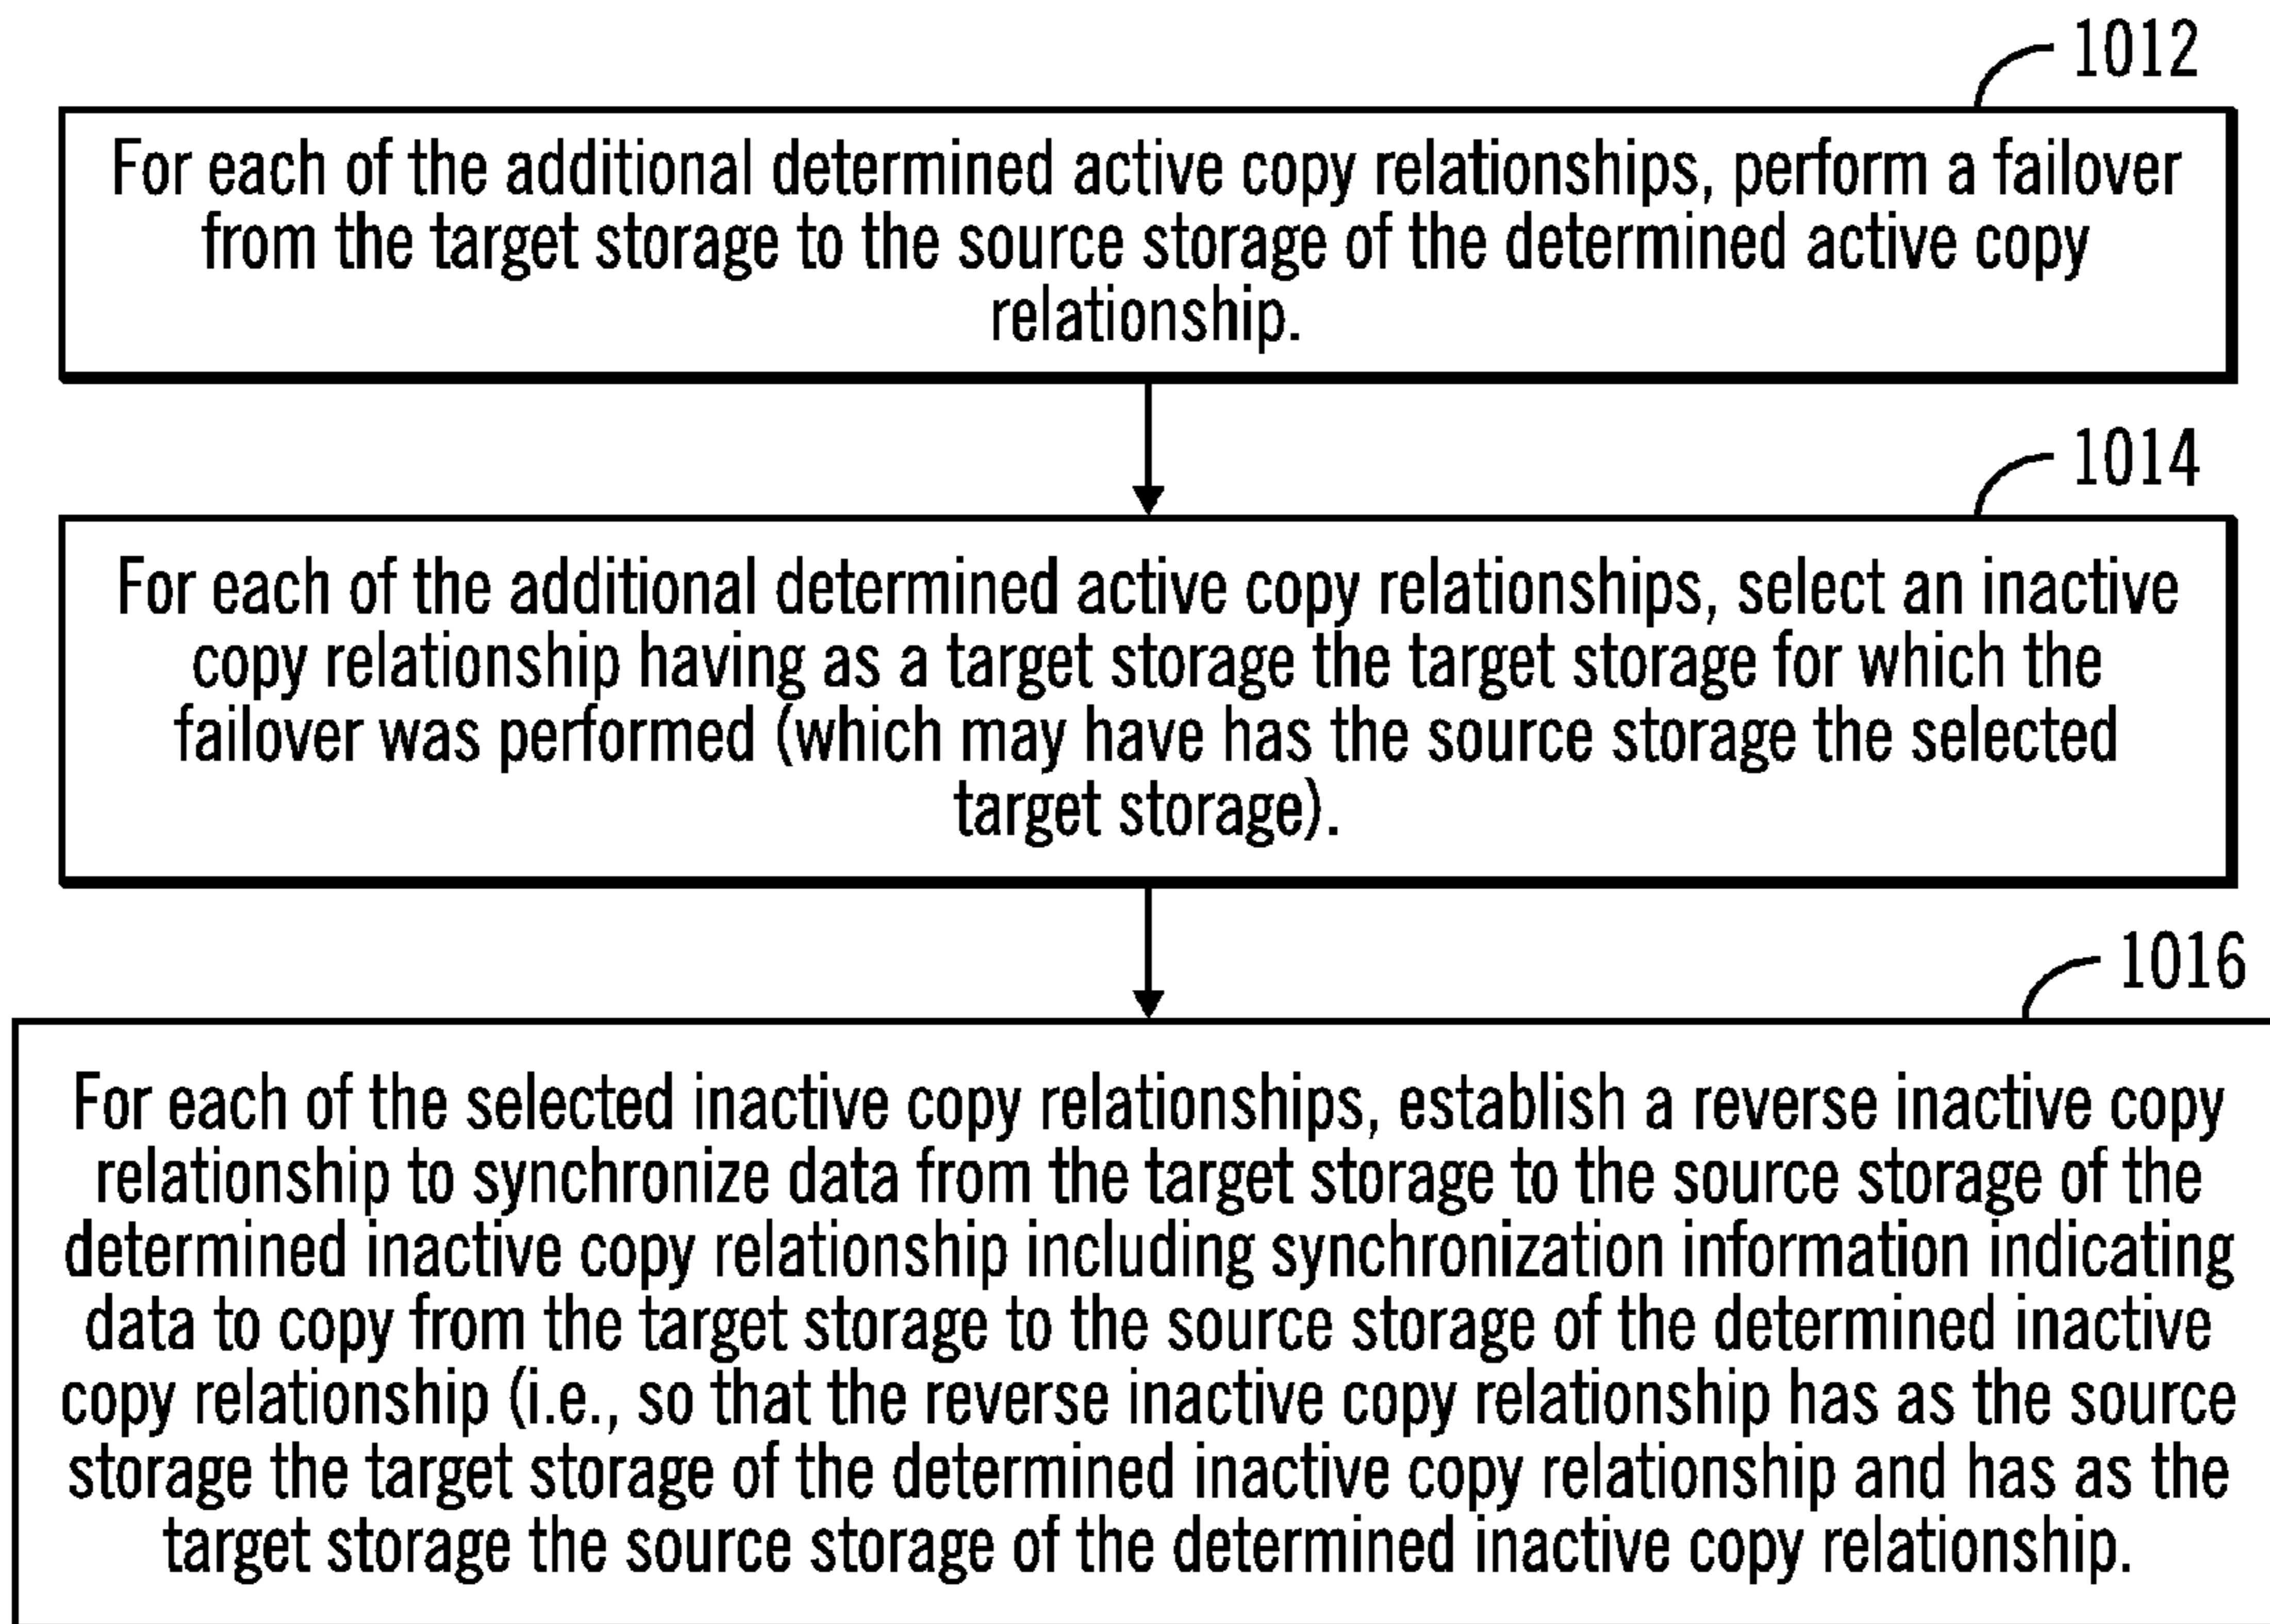 1012
For each of the additional determined active copy relationships, perform a failover
from the target storage to the source storage of the determined active copy
relationship.
1014
For each of the additional determined active copy relationships, select an inactive
copy relationship having as a target storage the target storage for which the
failover was performed (which may have has the source storage the selected
target storage).
1016
For each of the selected inactive copy relationships, establish a reverse inactive copy
relationship to synchronize data from the target storage to the source storage of the
determined inactive copy relationship including synchronization information indicating
data to copy from the target storage to the source storage of the determined inactive
copy relationship (i.e., so that the reverse inactive copy relationship has as the source
storage the target storage of the determined inactive copy relationship and has as the
target storage the source storage of the determined inactive copy relationship.